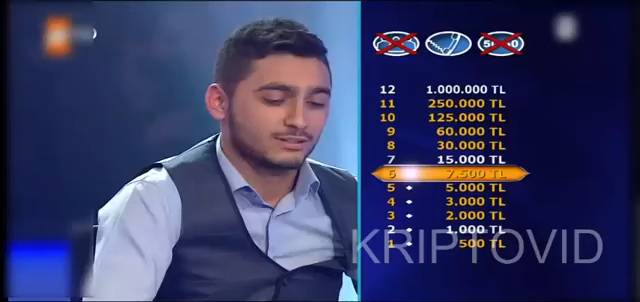 12 1.000.000 TL
11 250.000 TL
10 125.000 TL
9 60.000 TL
8 30.000 TL
7 15.000 TL
6 7.500 TL
5 5.000 TL
4 3.000 TL
3 2.000 TL
2 1.000 TL
1 500 TL
KRIPTOVID